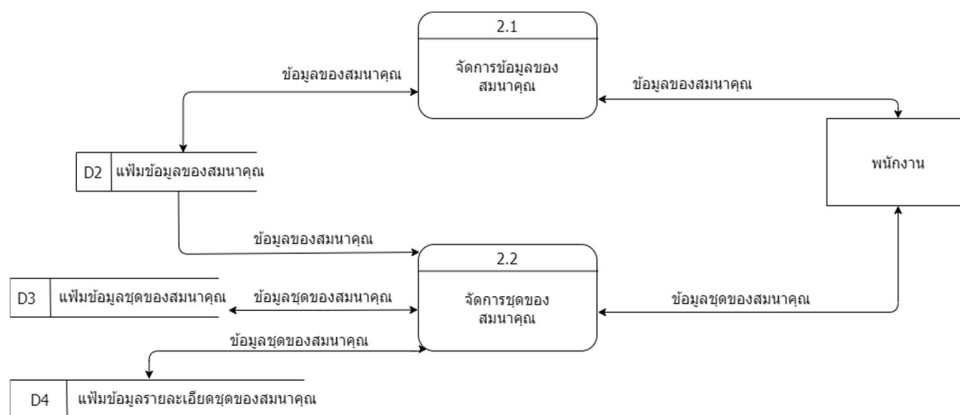 2.1
จัดการข้อมูลของ
สมนาคุณ
ข้อมูลของสมนาคุณ
ข้อมูลของสมนาคุณ
D2 แฟ้มข้อมูลของสมนาคุณ
พนักงาน
ข้อมูลของสมนาคุณ
2.2
จัดการชุดของ
สมนาคุณ
D3 แฟ้มข้อมูลชุดของสมนาคุณ
ข้อมูลชุดของสมนาคุณ
ข้อมูลชุดของสมนาคุณ
ข้อมูลชุดของสมนาคุณ
D4 แฟ้มข้อมูลรายละเอียดชุดของสมนาคุณ